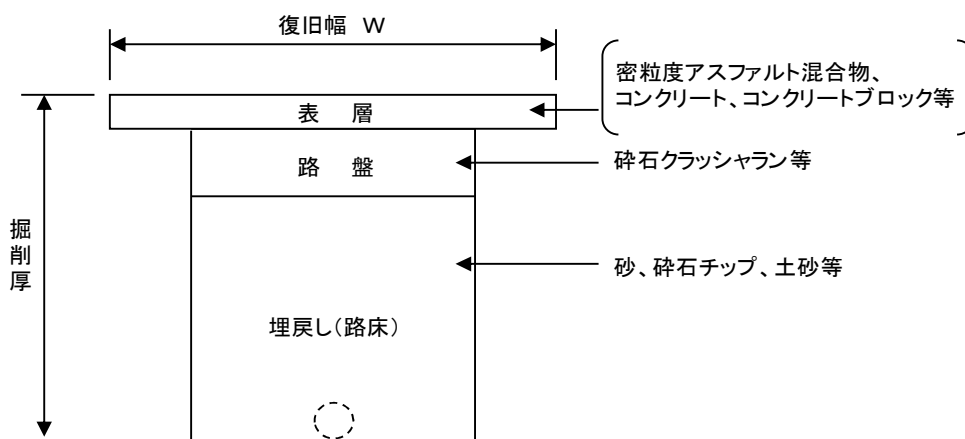 復旧幅 W
密粒度アスファルト混合物、
コンクリート、コンクリートブロック等
表 層
路 盤
砕石クラッシャラン等
掘削厚
砂、砕石チップ、土砂等
埋戻し(路床)